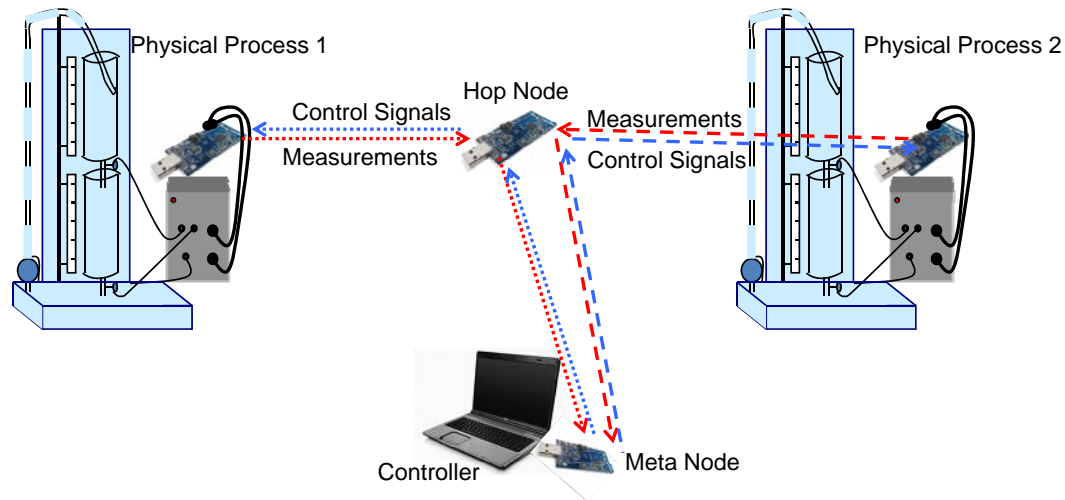 Physical Process 1
Physical Process 2
Hop Node
Control Signals
Measurements
Measurements
Control Signals
Controller
Meta Node